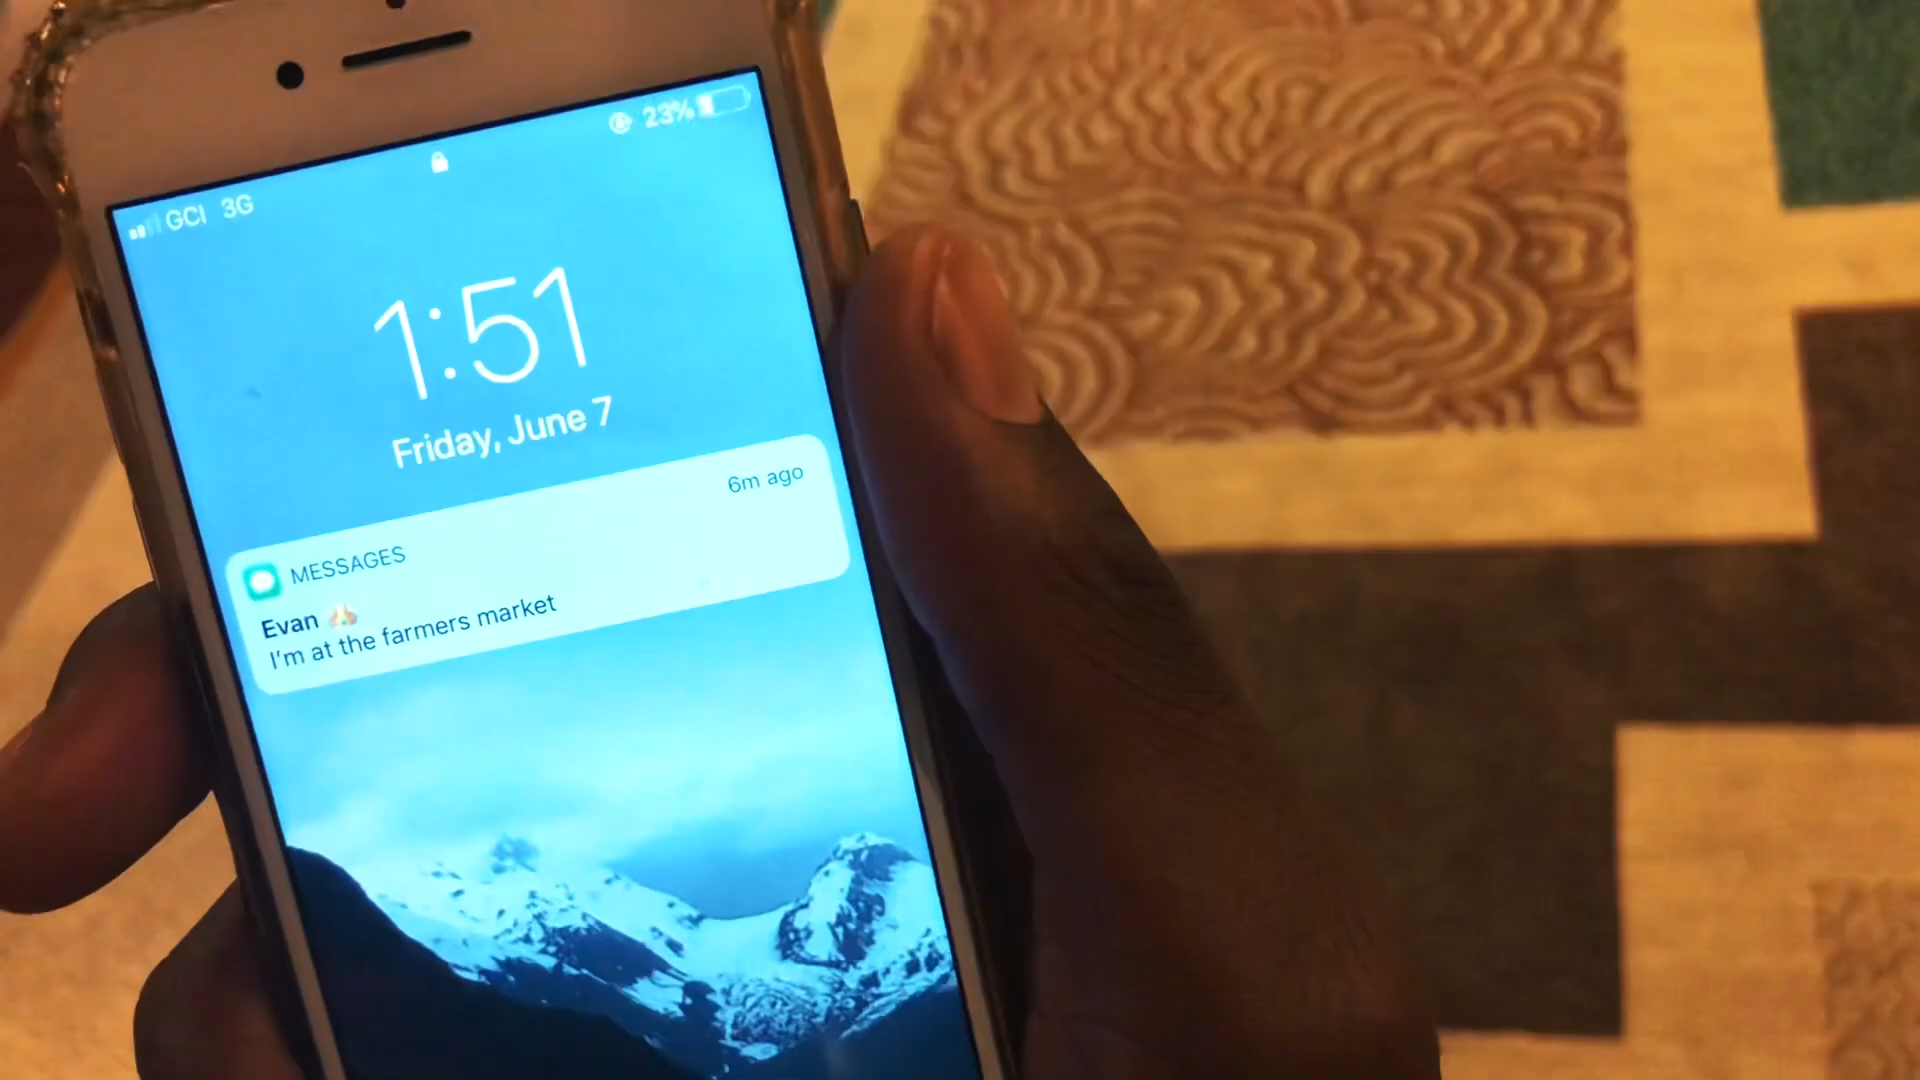 GCI 3G 23%
1:51
Friday, June 7
MESSAGES 6m ago
Evan 🙏
I'm at the farmers market